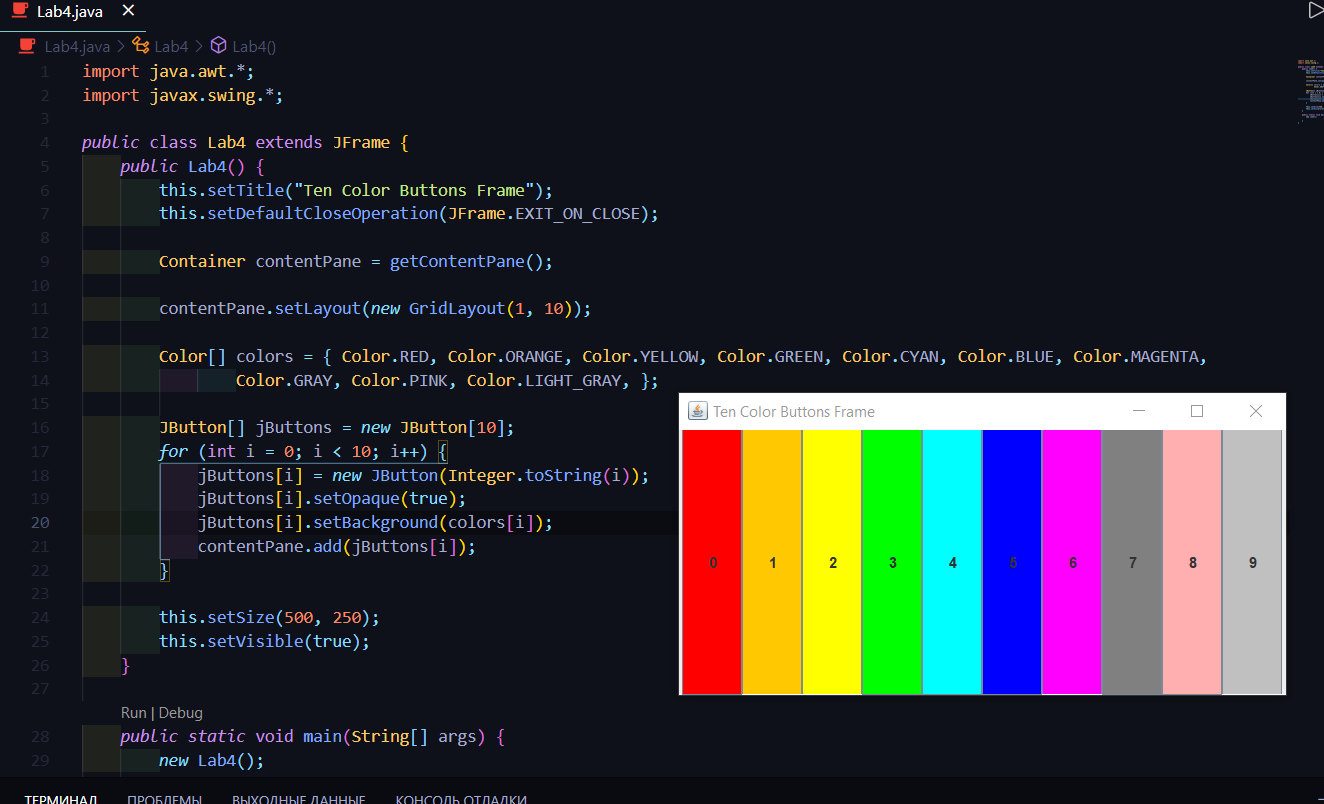 Lab4.java
Lab4.java > Lab4 > Lab4()
1 import java.awt.*;
2 import javax.swing.*;
3
4 public class Lab4 extends JFrame {
5 public Lab4() {
6 this.setTitle("Ten Color Buttons Frame");
7 this.setDefaultCloseOperation(JFrame.EXIT_ON_CLOSE);
8
9 Container contentPane = getContentPane();
10
11 contentPane.setLayout(new GridLayout(1, 10));
12
13 Color[] colors = { Color.RED, Color.ORANGE, Color.YELLOW, Color.GREEN, Color.CYAN, Color.BLUE, Color.MAGENTA,
14 Color.GRAY, Color.PINK, Color.LIGHT_GRAY, };
15
16 JButton[] jButtons = new JButton[10];
17 for (int i = 0; i < 10; i++) {
18 jButtons[i] = new JButton(Integer.toString(i));
19 jButtons[i].setOpaque(true);
20 jButtons[i].setBackground(colors[i]);
21 contentPane.add(jButtons[i]);
22 }
23
24 this.setSize(500, 250);
25 this.setVisible(true);
26 }
27
Run | Debug
28 public static void main(String[] args) {
29 new Lab4();
Ten Color Buttons Frame
0 1 2 3 4 5 6 7 8 9
ТЕРМИНАЛ ПРОБЛЕМЫ ВЫХОДНЫЕ ДАННЫЕ КОНСОЛЬ ОТЛАДКИ